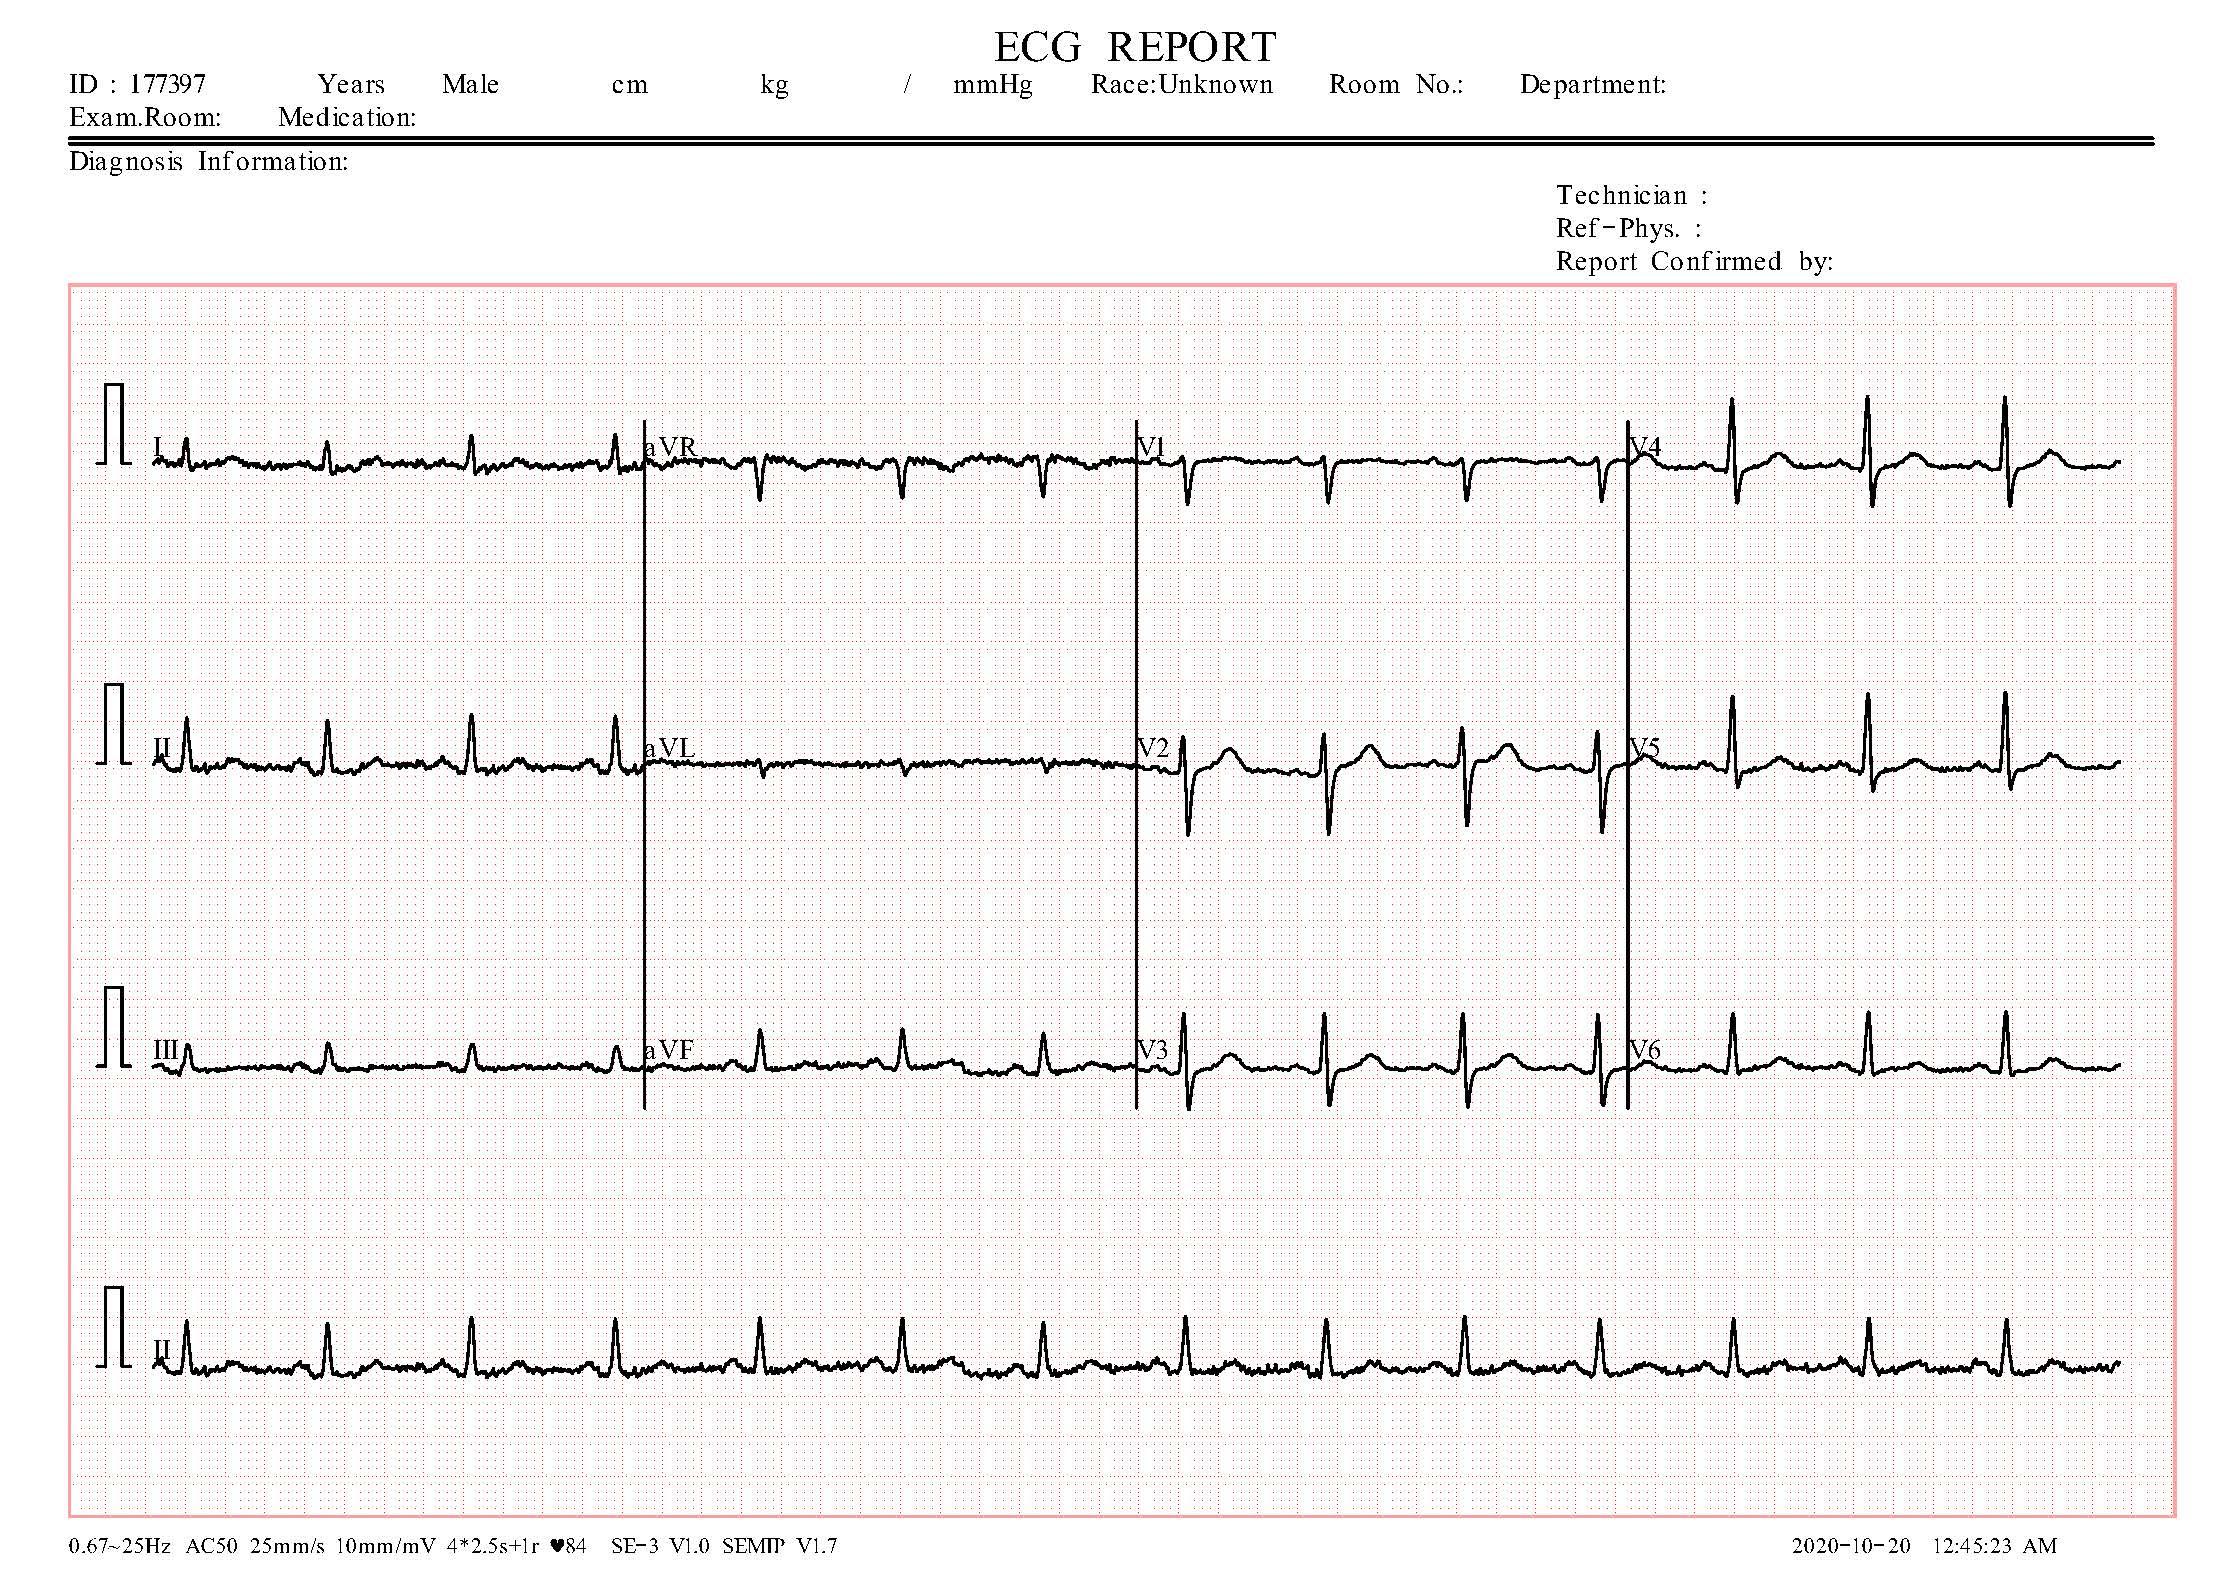 ECG REPORT
ID : 177397 Years Male cm kg / mmHg Race:Unknown Room No.: Department:
Exam.Room: Medication:
Diagnosis Information:
Technician :
Ref-Phys. :
Report Confirmed by:
I aVR V1 V4
II aVL V2 V5
III aVF V3 V6
II
0.67~25Hz AC50 25mm/s 10mm/mV 4*2.5s+1r ♥84 SE-3 V1.0 SEMIP V1.7 2020-10-20 12:45:23 AM